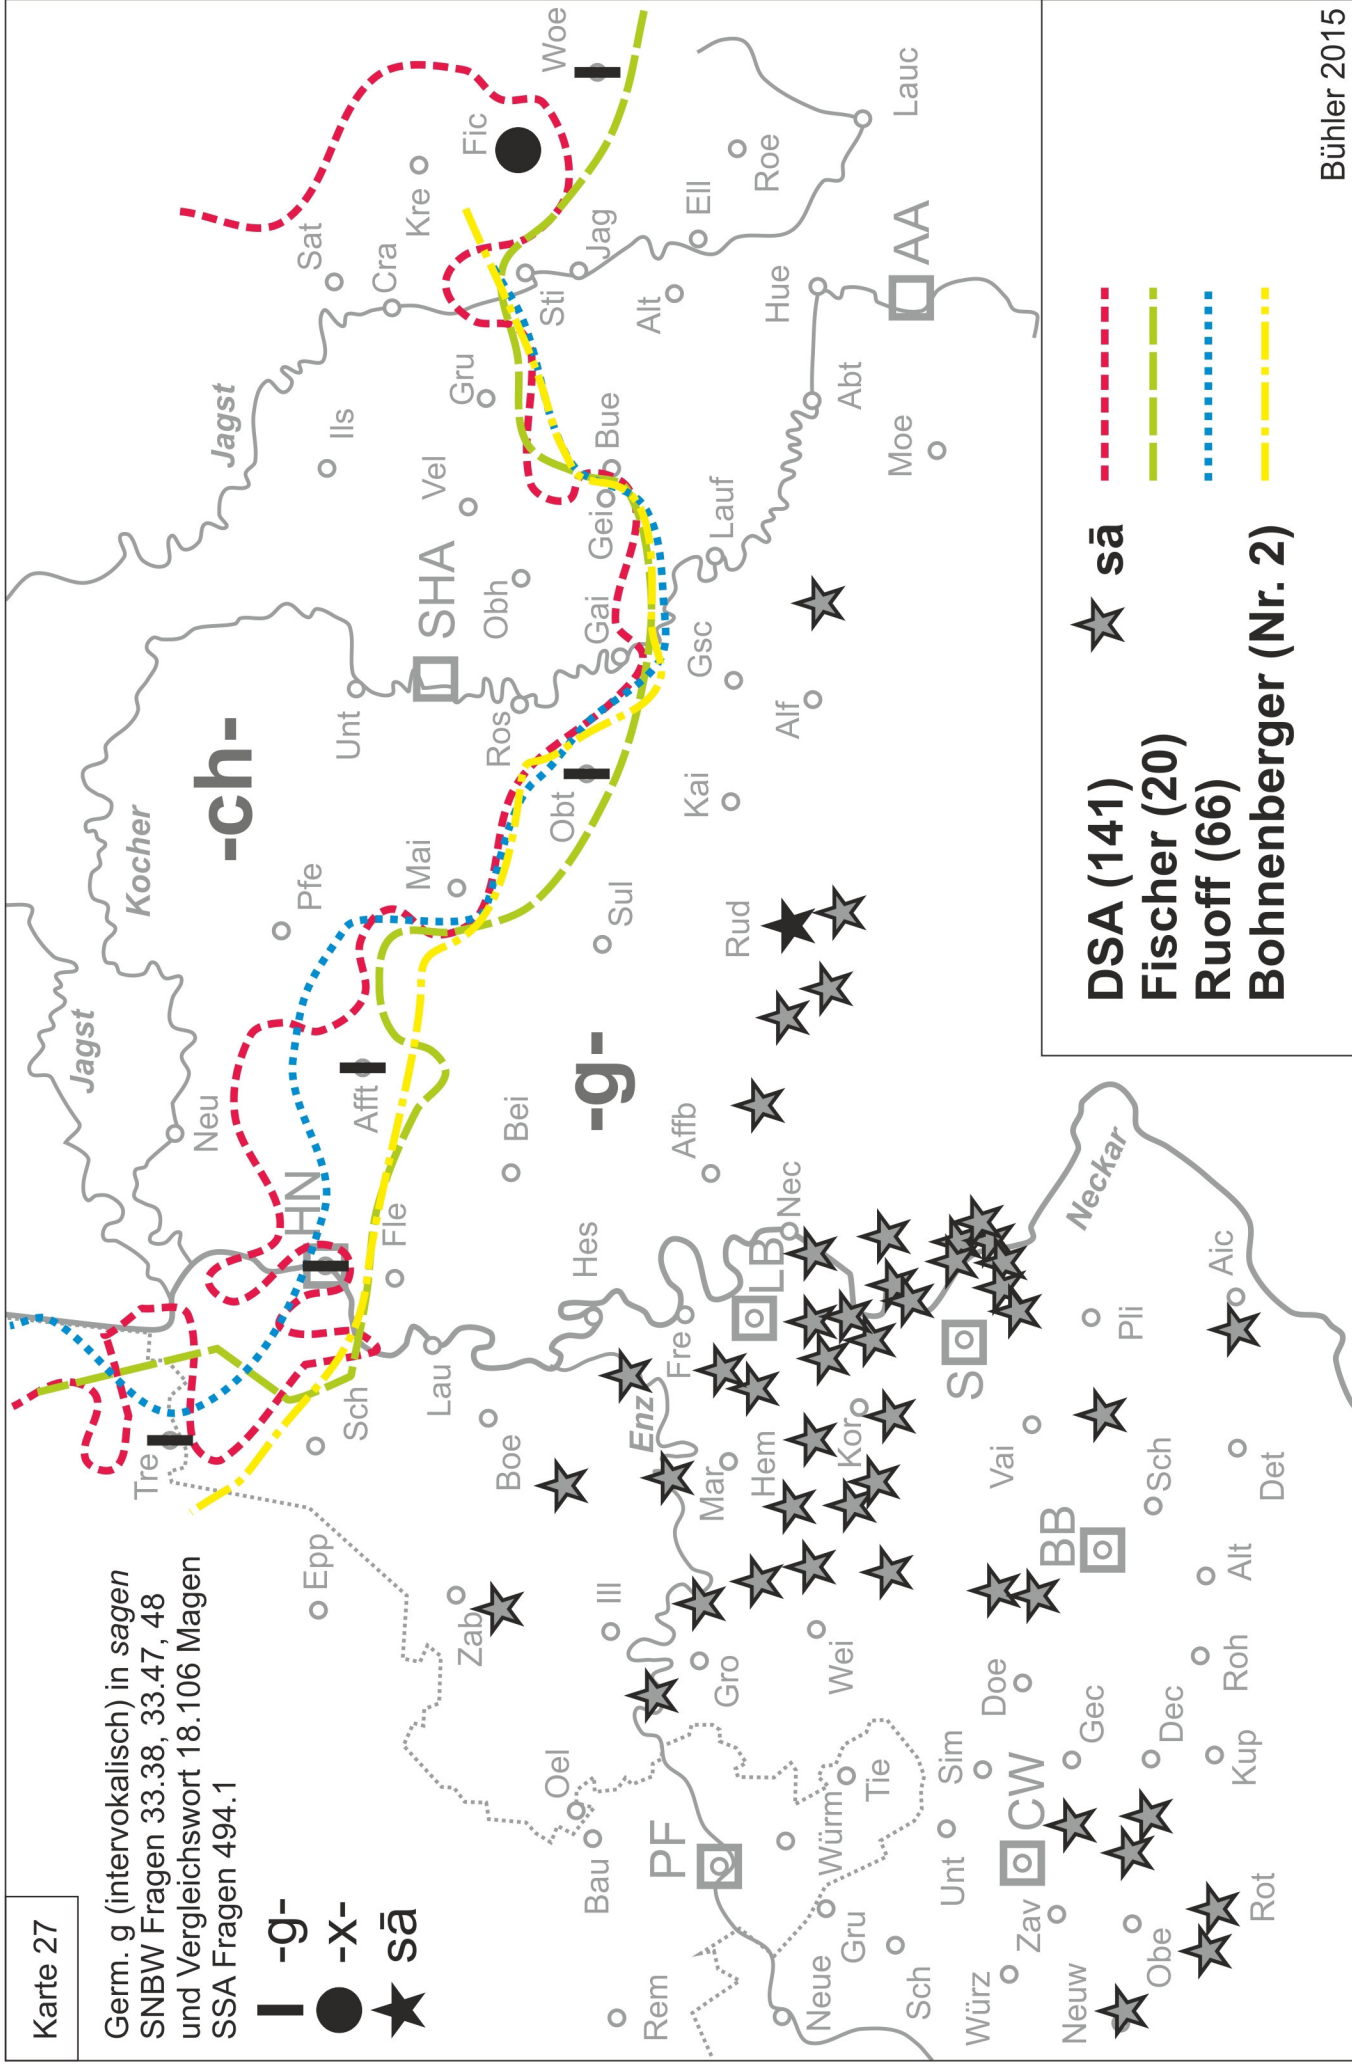 Karte 27
Germ. g (intervokalisch) in sagen
SNBW Fragen 33.38, 33.47, 48
und Vergleichswort 18.106 Magen
SSA Fragen 494.1
-g-
-x-
sā
Jagst
Kocher
Jagst
-ch-
-g-
Neckar
Enz
Tre
Epp
Sch
HN
Neu
Fle
Afft
Pfe
Mai
Unt
SHA
Vel
Ils
Cra
Sat
Kre
Fic
Woe
Gru
Sti
Jag
Obh
Ros
Obt
Gai
Gei
Bue
Alt
Ell
Roe
Lauc
Zab
Lau
Boe
Bei
Sul
Hes
Oel
Bau
Ill
Fre
Affb
Kai
Gsc
Lauf
Hue
AA
Abt
Moe
Rem
PF
Gro
Mar
Hem
LB
Nec
Rud
Alf
Neue
Gru
Würm
Tie
Wei
Kor
Sch
Unt
Sim
Würz
Zav
CW
Doe
Vai
S
BB
Pli
Neuw
Gec
Obe
Dec
Sch
Rot
Kup
Roh
Alt
Det
Aic
DSA (141)
sā
Fischer (20)
Ruoff (66)
Bohnenberger (Nr. 2)
Bühler 2015